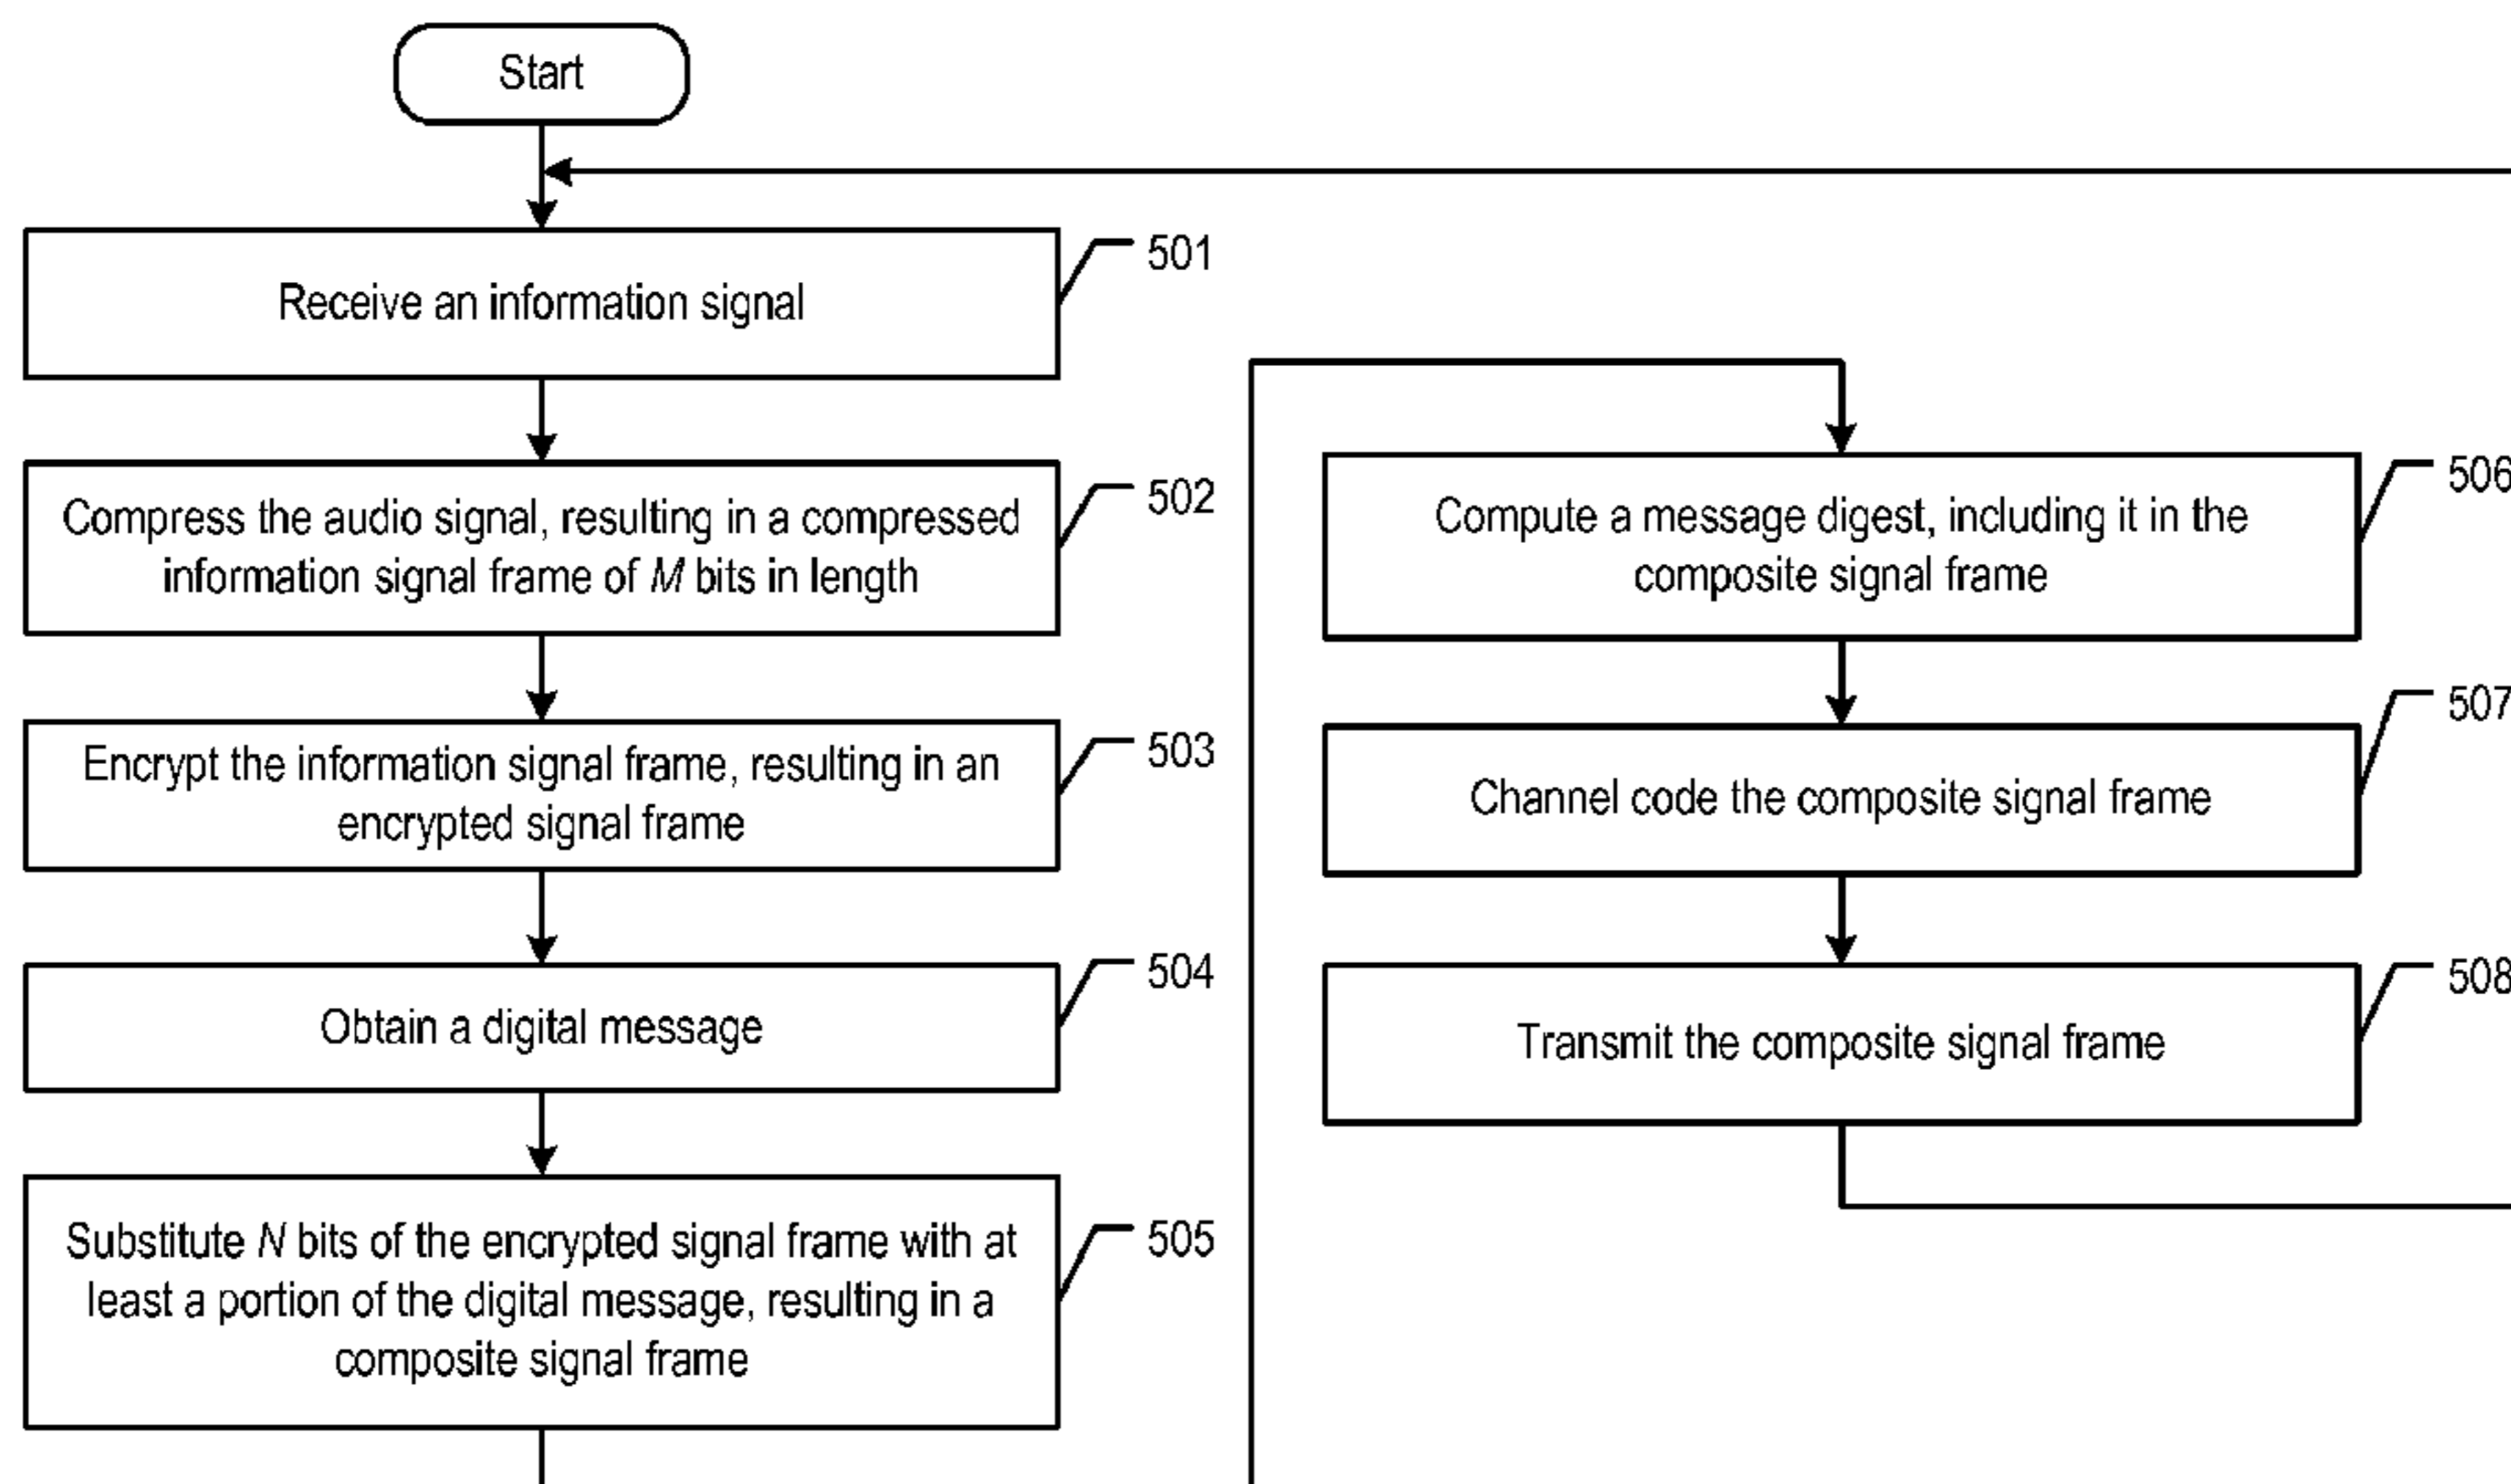 Start
Receive an information signal
501
Compress the audio signal, resulting in a compressed
information signal frame of M bits in length
502
Encrypt the information signal frame, resulting in an
encrypted signal frame
503
Obtain a digital message
504
Substitute N bits of the encrypted signal frame with at
least a portion of the digital message, resulting in a
composite signal frame
505
Compute a message digest, including it in the
composite signal frame
506
Channel code the composite signal frame
507
Transmit the composite signal frame
508